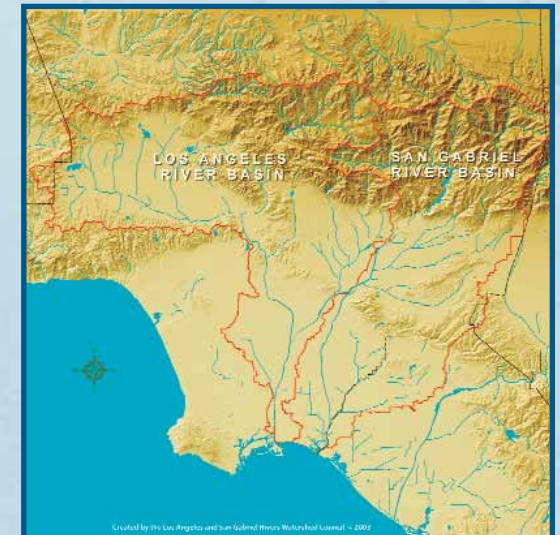 LOS ANGELES
RIVER BASIN
SAN GABRIEL
RIVER BASIN
Created by the Los Angeles and San Gabriel Rivers Watershed Council © 2003